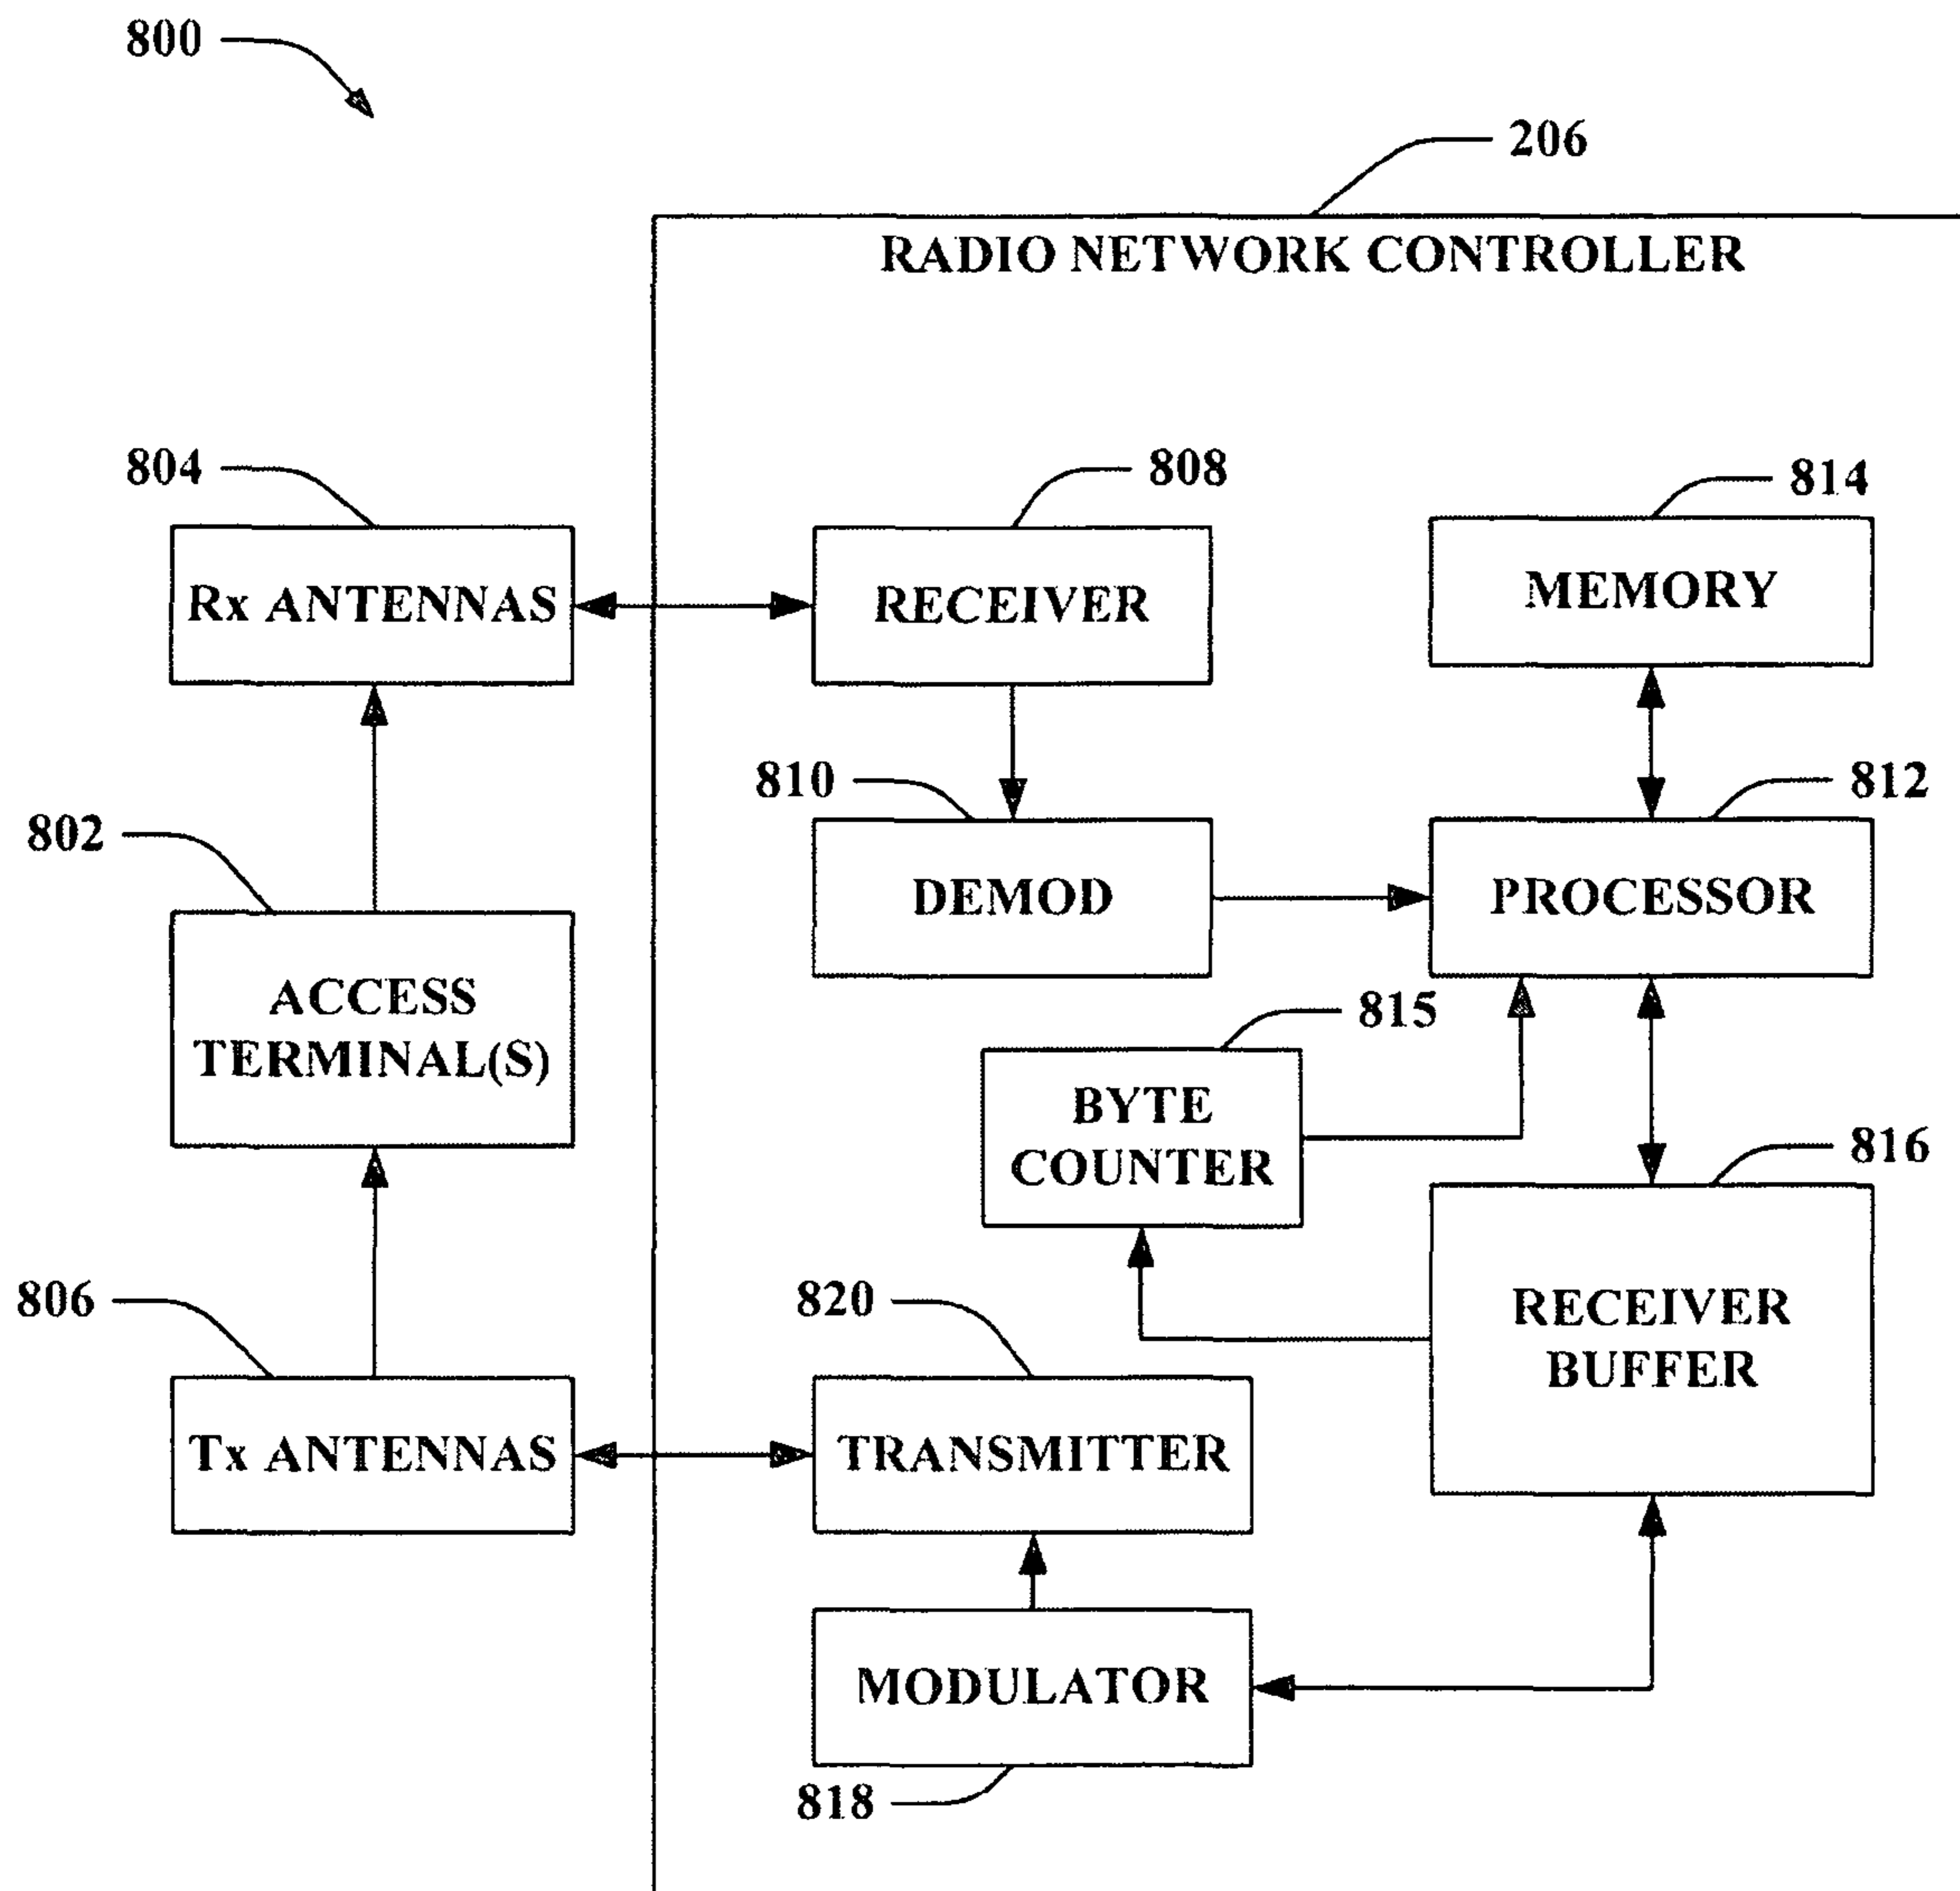 800
206
RADIO NETWORK CONTROLLER
804
808
814
Rx ANTENNAS
RECEIVER
MEMORY
810
812
802
DEMOD
PROCESSOR
ACCESS
TERMINAL(S)
815
BYTE
COUNTER
816
806
820
RECEIVER
BUFFER
Tx ANTENNAS
TRANSMITTER
MODULATOR
818